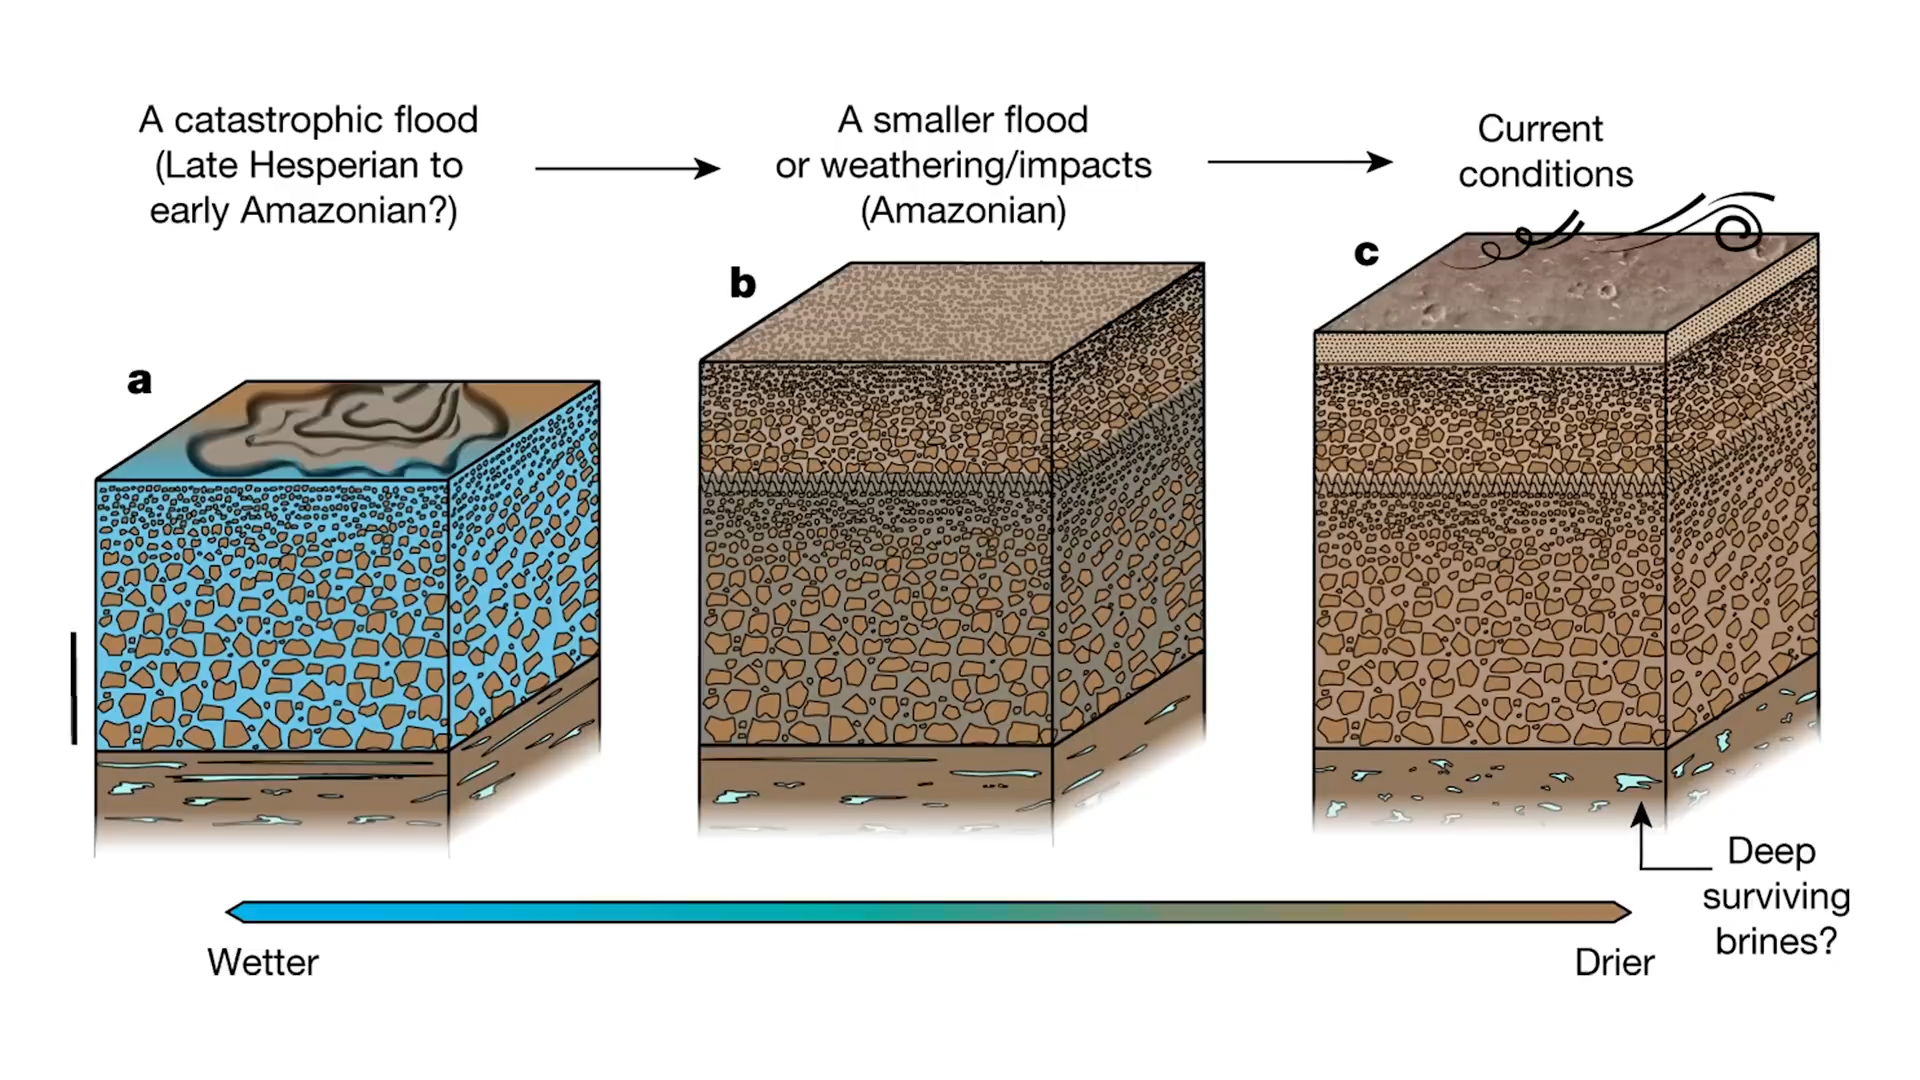 A catastrophic flood
(Late Hesperian to
early Amazonian?)
A smaller flood
or weathering/impacts
(Amazonian)
Current
conditions
a
b
c
Deep
surviving
brines?
Wetter
Drier